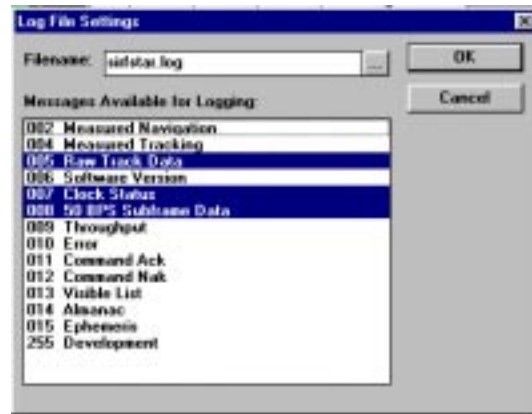 Log File Settings
Filename: sirfstar.log ...
OK
Cancel
Messages Available for Logging:
002 Measured Navigation
004 Measured Tracking
005 Raw Track Data
006 Software Version
007 Clock Status
008 50 BPS Subframe Data
009 Throughput
010 Error
011 Command Ack
012 Command Nak
013 Visible List
014 Almanac
015 Ephemeris
255 Development